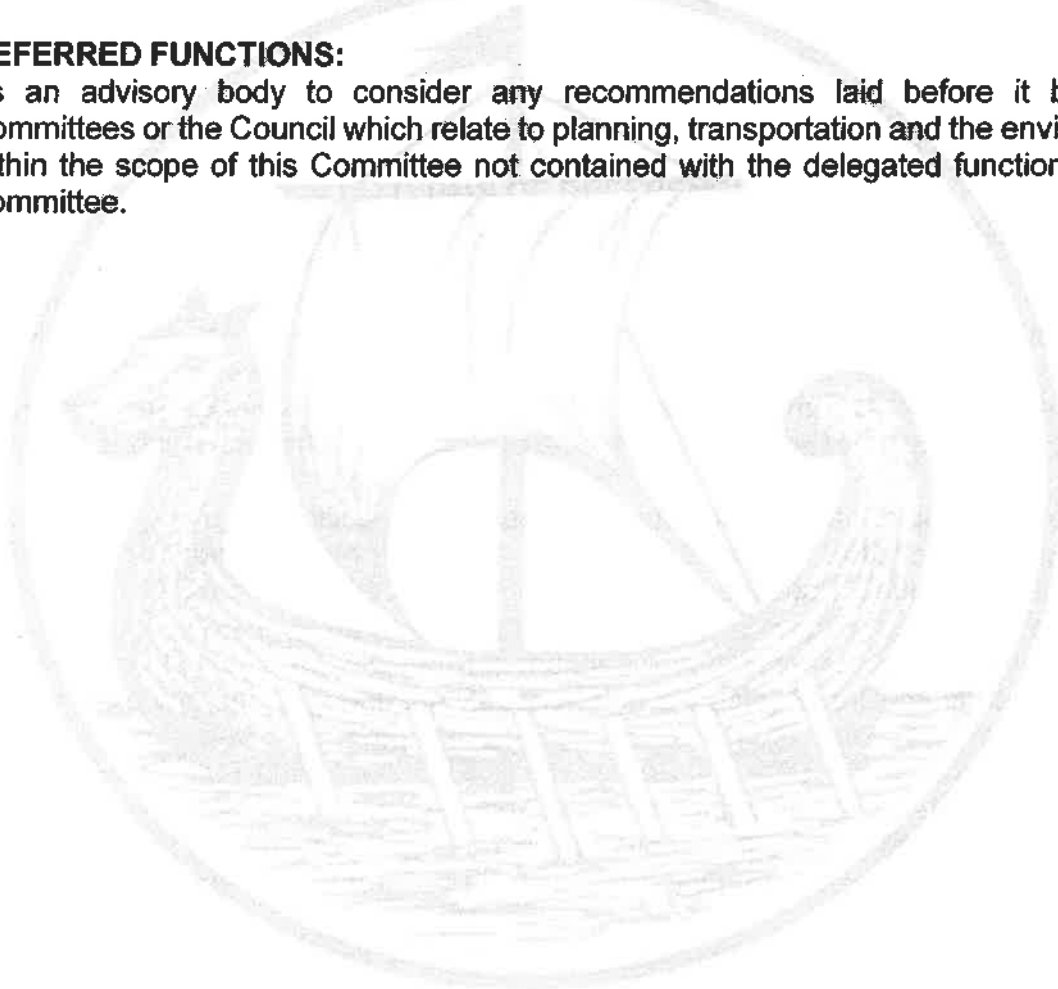 EFERRED FUNCTIONS:
s an advisory body to consider any recommendations laid before it b
ommittees or the Council which relate to planning, transportation and the envi
ithin the scope of this Committee not contained with the delegated function
ommittee.